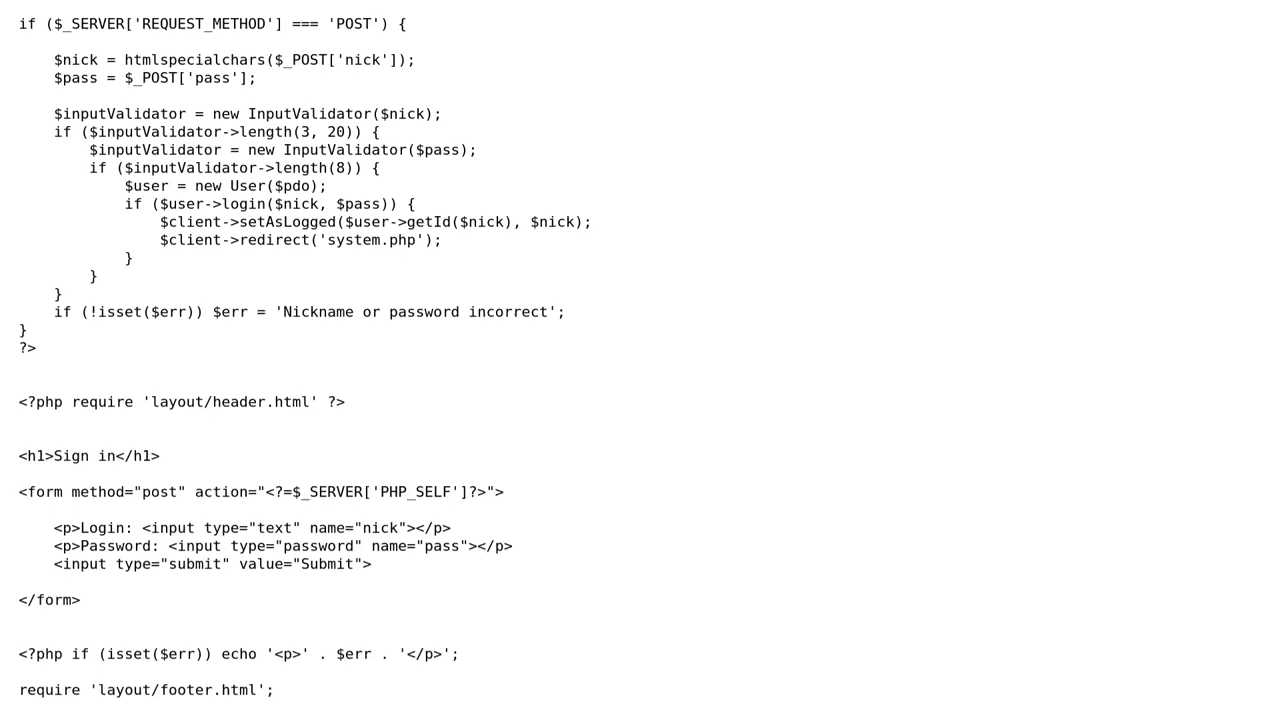 if ($_SERVER['REQUEST_METHOD'] === 'POST') {
$nick = htmlspecialchars($_POST['nick']);
$pass = $_POST['pass'];
$inputValidator = new InputValidator($nick);
if ($inputValidator->length(3, 20)) {
$inputValidator = new InputValidator($pass);
if ($inputValidator->length(8)) {
$user = new User($pdo);
if ($user->login($nick, $pass)) {
$client->setAsLogged($user->getId($nick), $nick);
$client->redirect('system.php');
}
}
}
if (!isset($err)) $err = 'Nickname or password incorrect';
}
?>
<?php require 'layout/header.html' ?>
<h1>Sign in</h1>
<form method="post" action="<?=$_SERVER['PHP_SELF']?>">
<p>Login: <input type="text" name="nick"></p>
<p>Password: <input type="password" name="pass"></p>
<input type="submit" value="Submit">
</form>
<?php if (isset($err)) echo '<p>' . $err . '</p>';
require 'layout/footer.html';